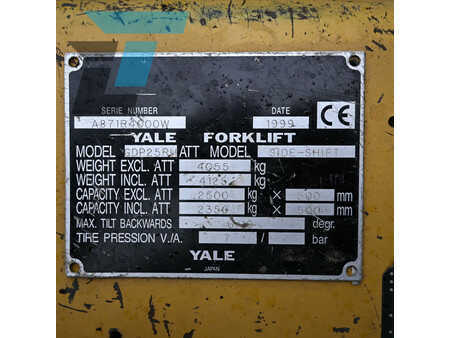 SERIE NUMBER DATE
1999 CE
YALE FORKLIFT
MODEL ATT MODEL SIDE-SHIFT
WEIGHT EXCL. ATT 4055 kg
WEIGHT INCL. ATT kg
CAPACITY EXCL. ATT 2500 kg × 500 mm
CAPACITY INCL. ATT 2350 kg × 500 mm
MAX. TILT BACKWARDS degr.
TIRE PRESSION V./A. / bar
YALE
JAPAN